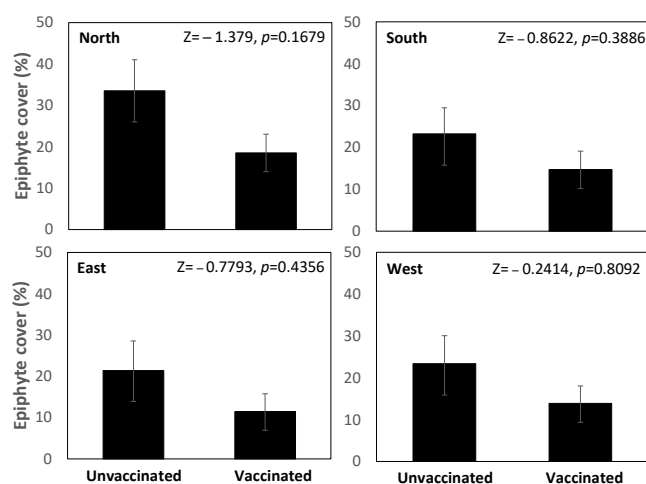 50
40
30
20
10
0
Epiphyte cover (%)
North
Z= – 1.379, p=0.1679
50
40
30
20
10
0
South
Z= – 0.8622, p=0.3886
50
40
30
20
10
0
Epiphyte cover (%)
East
Z= – 0.7793, p=0.4356
Unvaccinated Vaccinated
50
40
30
20
10
0
West
Z= – 0.2414, p=0.8092
Unvaccinated Vaccinated